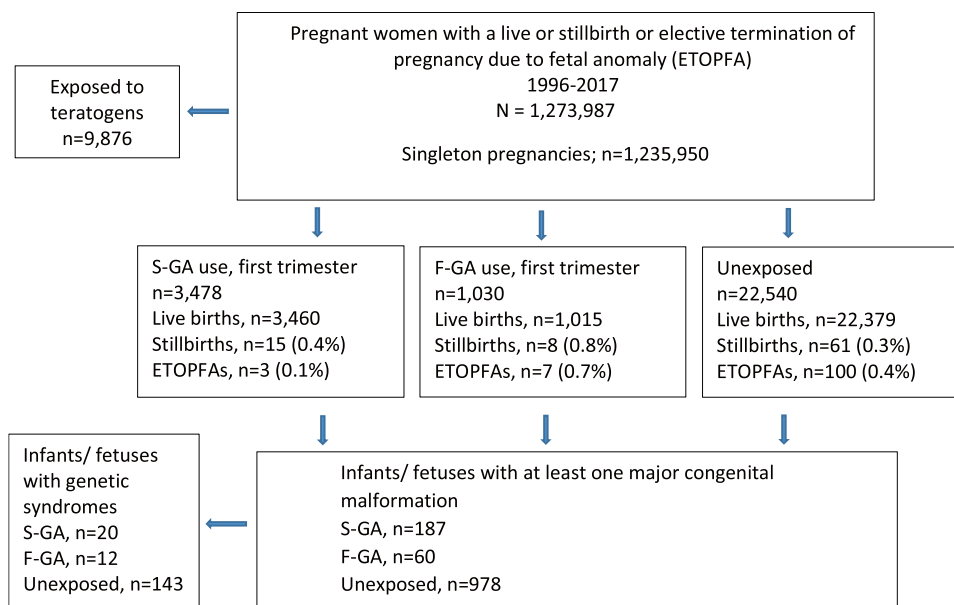 Pregnant women with a live or stillbirth or elective termination of
pregnancy due to fetal anomaly (ETOPFA)
1996-2017
N = 1,273,987
Singleton pregnancies; n=1,235,950
Exposed to
teratogens
n=9,876
S-GA use, first trimester
n=3,478
Live births, n=3,460
Stillbirths, n=15 (0.4%)
ETOPFAs, n=3 (0.1%)
F-GA use, first trimester
n=1,030
Live births, n=1,015
Stillbirths, n=8 (0.8%)
ETOPFAs, n=7 (0.7%)
Unexposed
n=22,540
Live births, n=22,379
Stillbirths, n=61 (0.3%)
ETOPFAs, n=100 (0.4%)
Infants/ fetuses
with genetic
syndromes
S-GA, n=20
F-GA, n=12
Unexposed, n=143
Infants/ fetuses with at least one major congenital
malformation
S-GA, n=187
F-GA, n=60
Unexposed, n=978